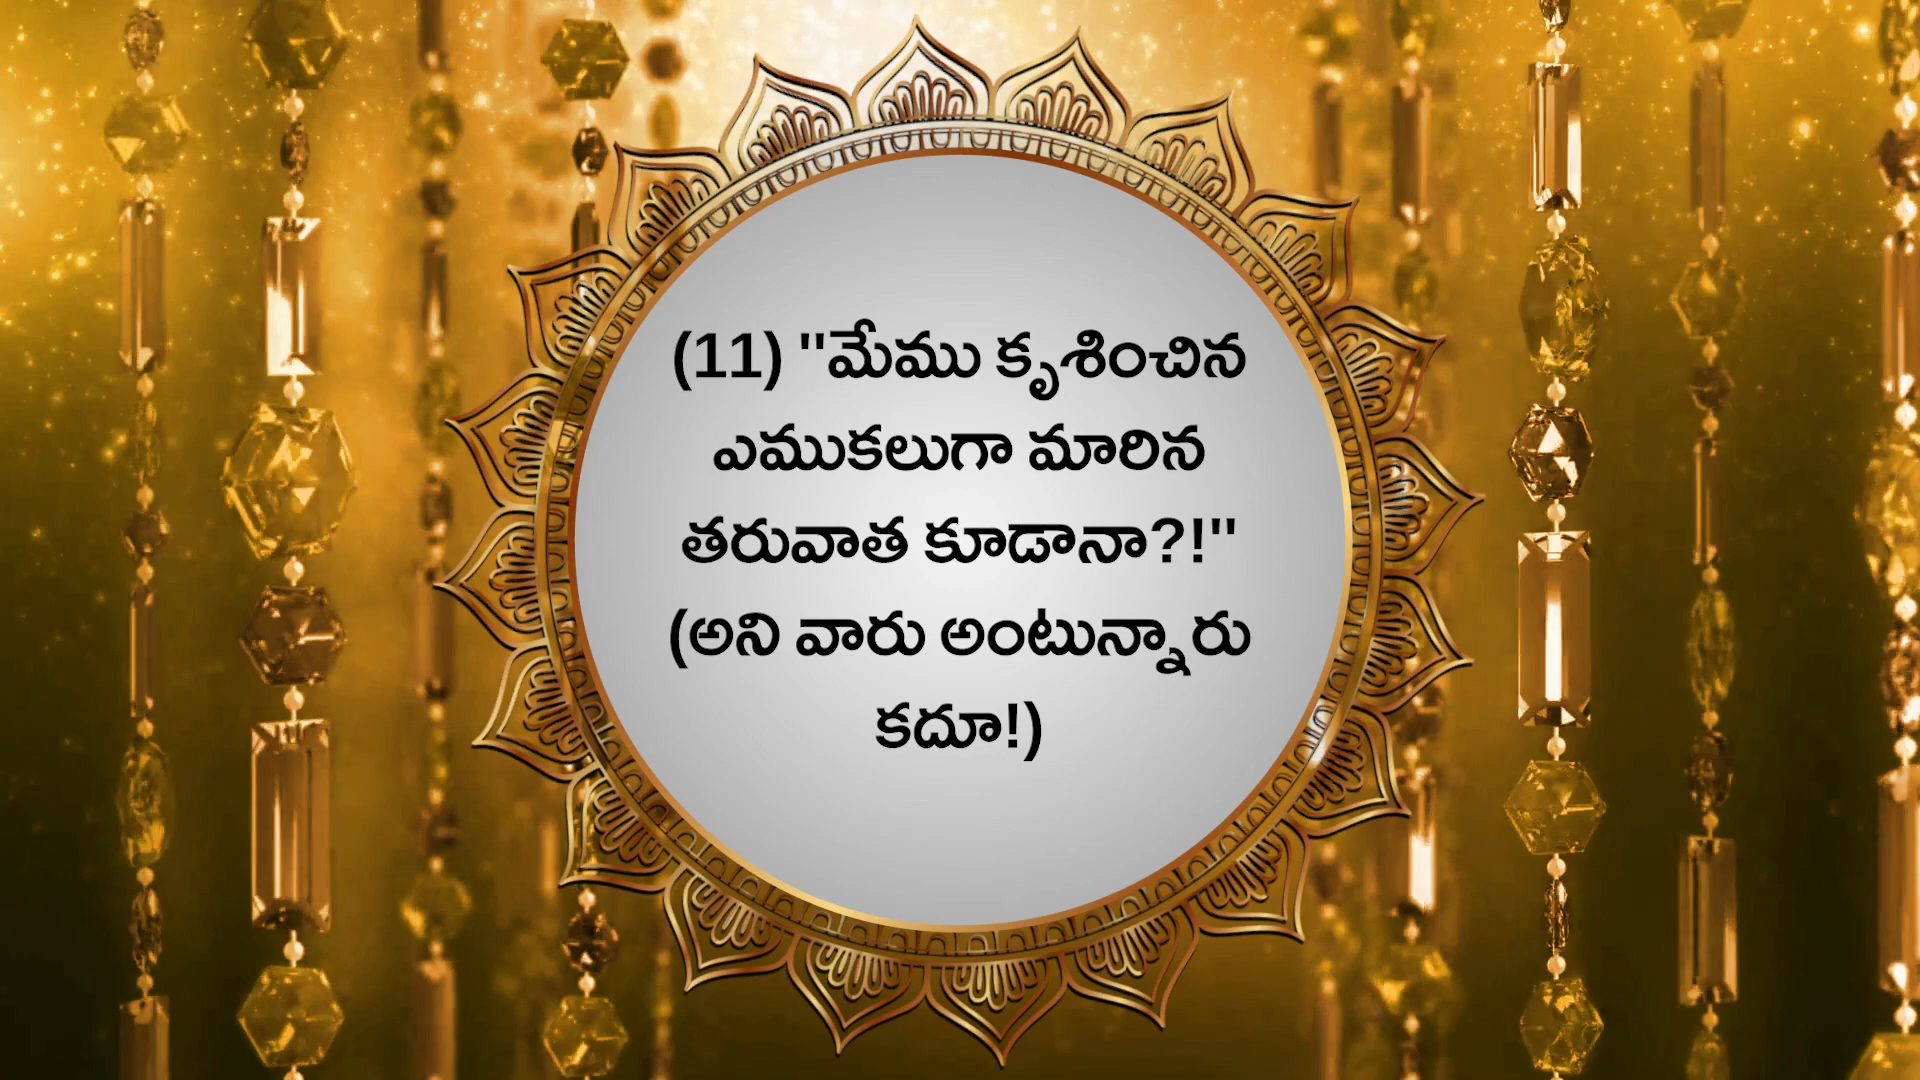 (11) "మేము కృశించిన
ఎముకలుగా మారిన
తరువాత కూడానా?!"
(అని వారు అంటున్నారు
కదూ!)